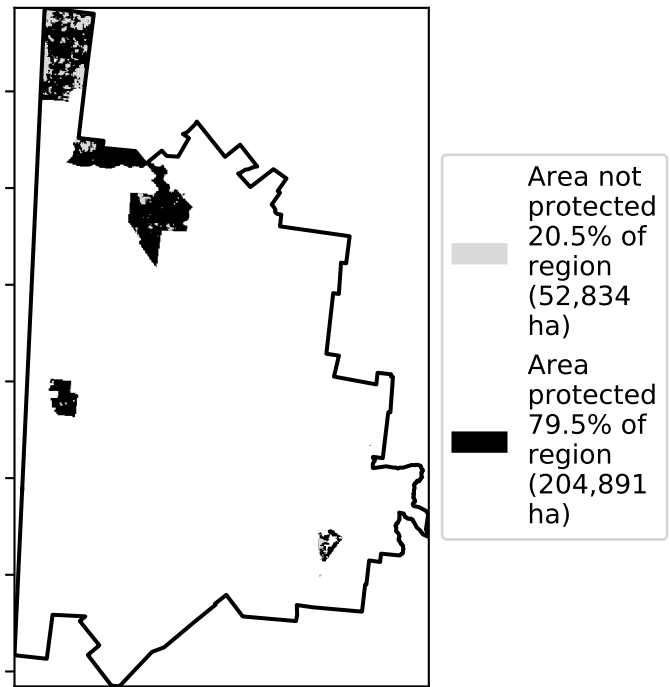 Area not
protected
20.5% of
region
(52,834
ha)
Area
protected
79.5% of
region
(204,891
ha)